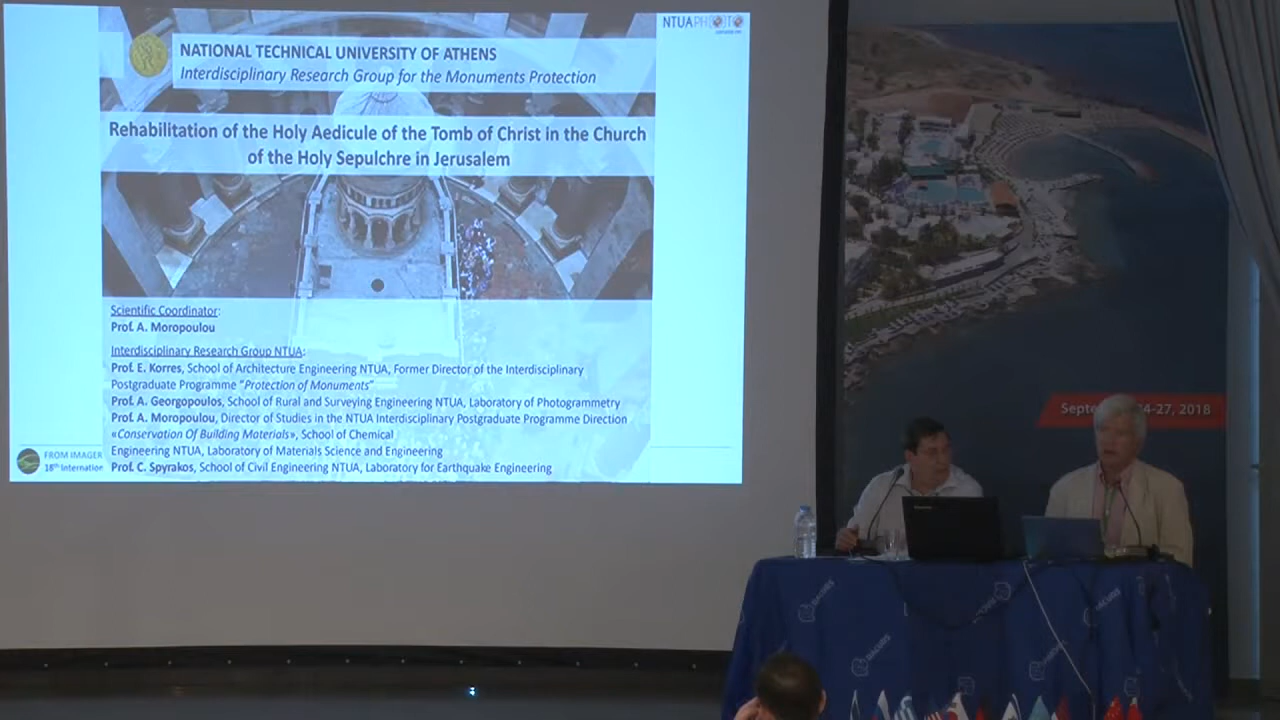 NTUA PHOTO
NATIONAL TECHNICAL UNIVERSITY OF ATHENS
Interdisciplinary Research Group for the Monuments Protection
Rehabilitation of the Holy Aedicule of the Tomb of Christ in the Church
of the Holy Sepulchre in Jerusalem
Scientific Coordinator:
Prof. A. Moropoulou
Interdisciplinary Research Group NTUA:
Prof. E. Korres, School of Architecture Engineering NTUA, Former Director of the Interdisciplinary
Postgraduate Programme “Protection of Monuments”
Prof. A. Georgopoulos, School of Rural and Surveying Engineering NTUA, Laboratory of Photogrammetry
Prof. A. Moropoulou, Director of Studies in the NTUA Interdisciplinary Postgraduate Programme Direction
«Conservation Of Building Materials», School of Chemical
Engineering NTUA, Laboratory of Materials Science and Engineering
Prof. C. Spyrakos, School of Civil Engineering NTUA, Laboratory for Earthquake Engineering
FROM IMAGER
18th Internation
24-27, 2018